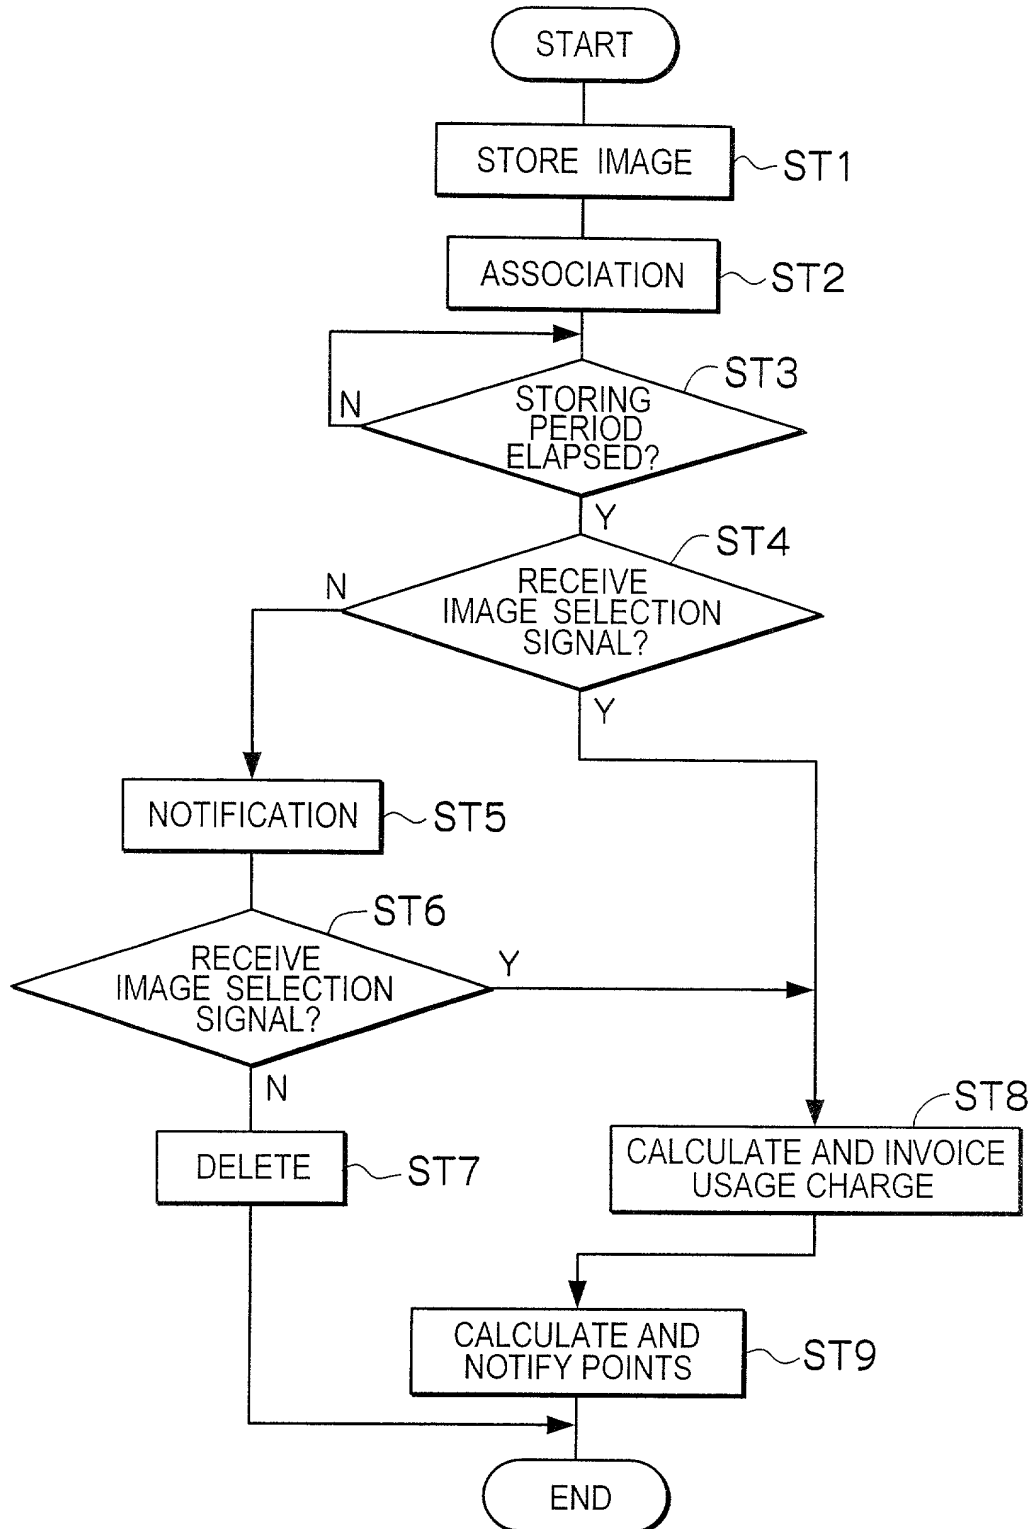 START
STORE IMAGE
ST1
ASSOCIATION
ST2
ST3
N
STORING
PERIOD
ELAPSED?
Y
ST4
N
RECEIVE
IMAGE SELECTION
SIGNAL?
Y
NOTIFICATION
ST5
ST6
RECEIVE
IMAGE SELECTION
SIGNAL?
Y
N
DELETE
ST7
ST8
CALCULATE AND INVOICE
USAGE CHARGE
CALCULATE AND
NOTIFY POINTS
ST9
END